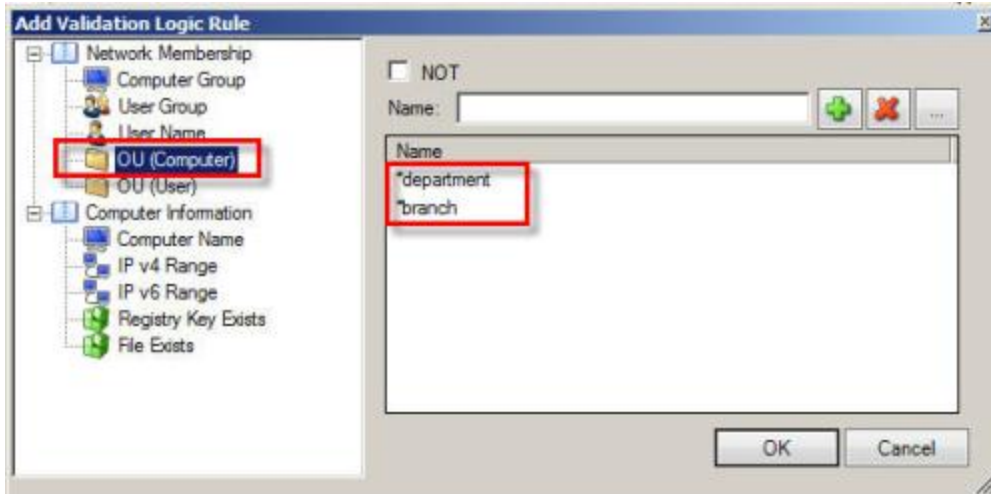 Add Validation Logic Rule
Network Membership
Computer Group
User Group
User Name
OU (Computer)
OU (User)
Computer Information
Computer Name
IP v4 Range
IP v6 Range
Registry Key Exists
File Exists
NOT
Name:
...
Name
*department
*branch
OK Cancel